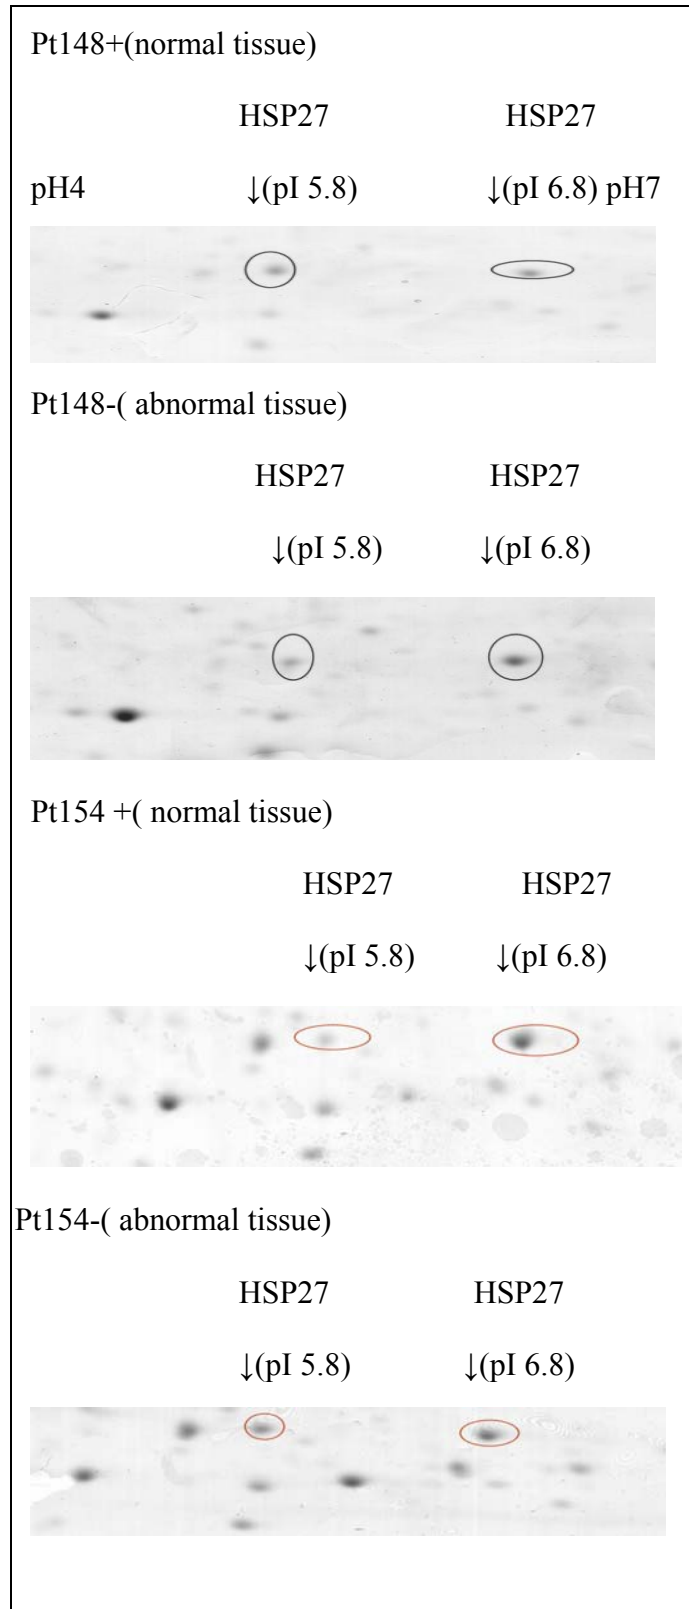 Pt148+(normal tissue)
HSP27 HSP27
pH4 ↓(pI 5.8) ↓(pI 6.8) pH7
Pt148-( abnormal tissue)
HSP27 HSP27
↓(pI 5.8) ↓(pI 6.8)
Pt154 +( normal tissue)
HSP27 HSP27
↓(pI 5.8) ↓(pI 6.8)
Pt154-( abnormal tissue)
HSP27 HSP27
↓(pI 5.8) ↓(pI 6.8)